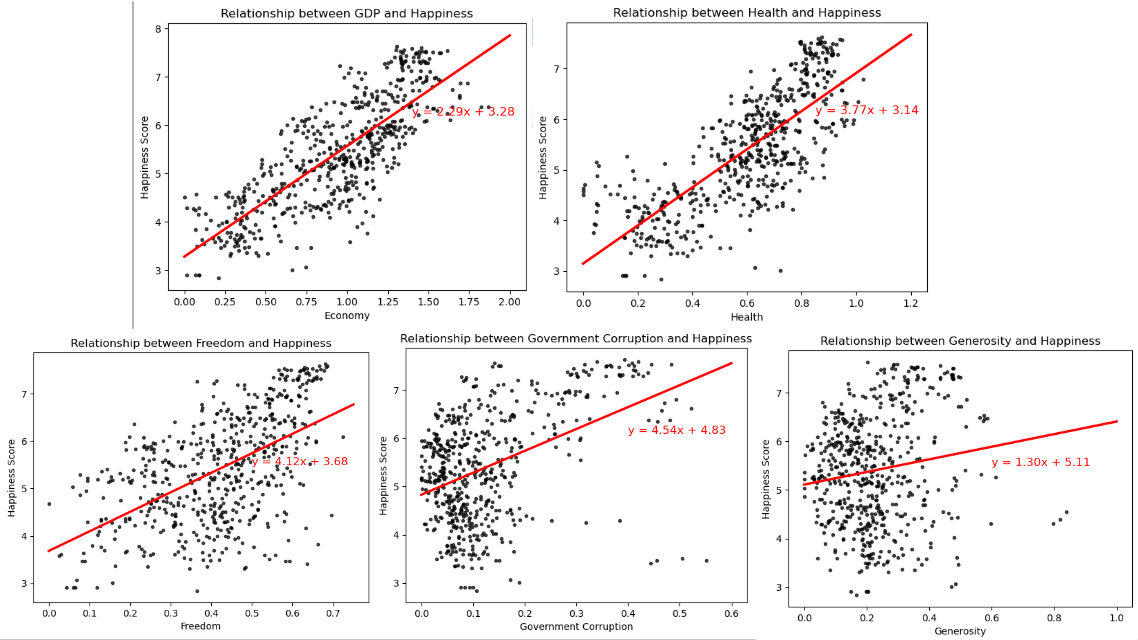 Relationship between GDP and Happiness
Happiness Score
8
7
6
5
4
3
y = 2.29x + 3.28
0.00 0.25 0.50 0.75 1.00 1.25 1.50 1.75 2.00
Economy
Relationship between Health and Happiness
Happiness Score
7
6
5
4
3
y = 3.77x + 3.14
0.0 0.2 0.4 0.6 0.8 1.0 1.2
Health
Relationship between Freedom and Happiness
Happiness Score
7
6
5
4
3
y = 4.12x + 3.68
0.0 0.1 0.2 0.3 0.4 0.5 0.6 0.7
Freedom
Relationship between Government Corruption and Happiness
Happiness Score
7
6
5
4
3
y = 4.54x + 4.83
0.0 0.1 0.2 0.3 0.4 0.5 0.6
Government Corruption
Relationship between Generosity and Happiness
Happiness Score
7
6
5
4
3
y = 1.30x + 5.11
0.0 0.2 0.4 0.6 0.8 1.0
Generosity